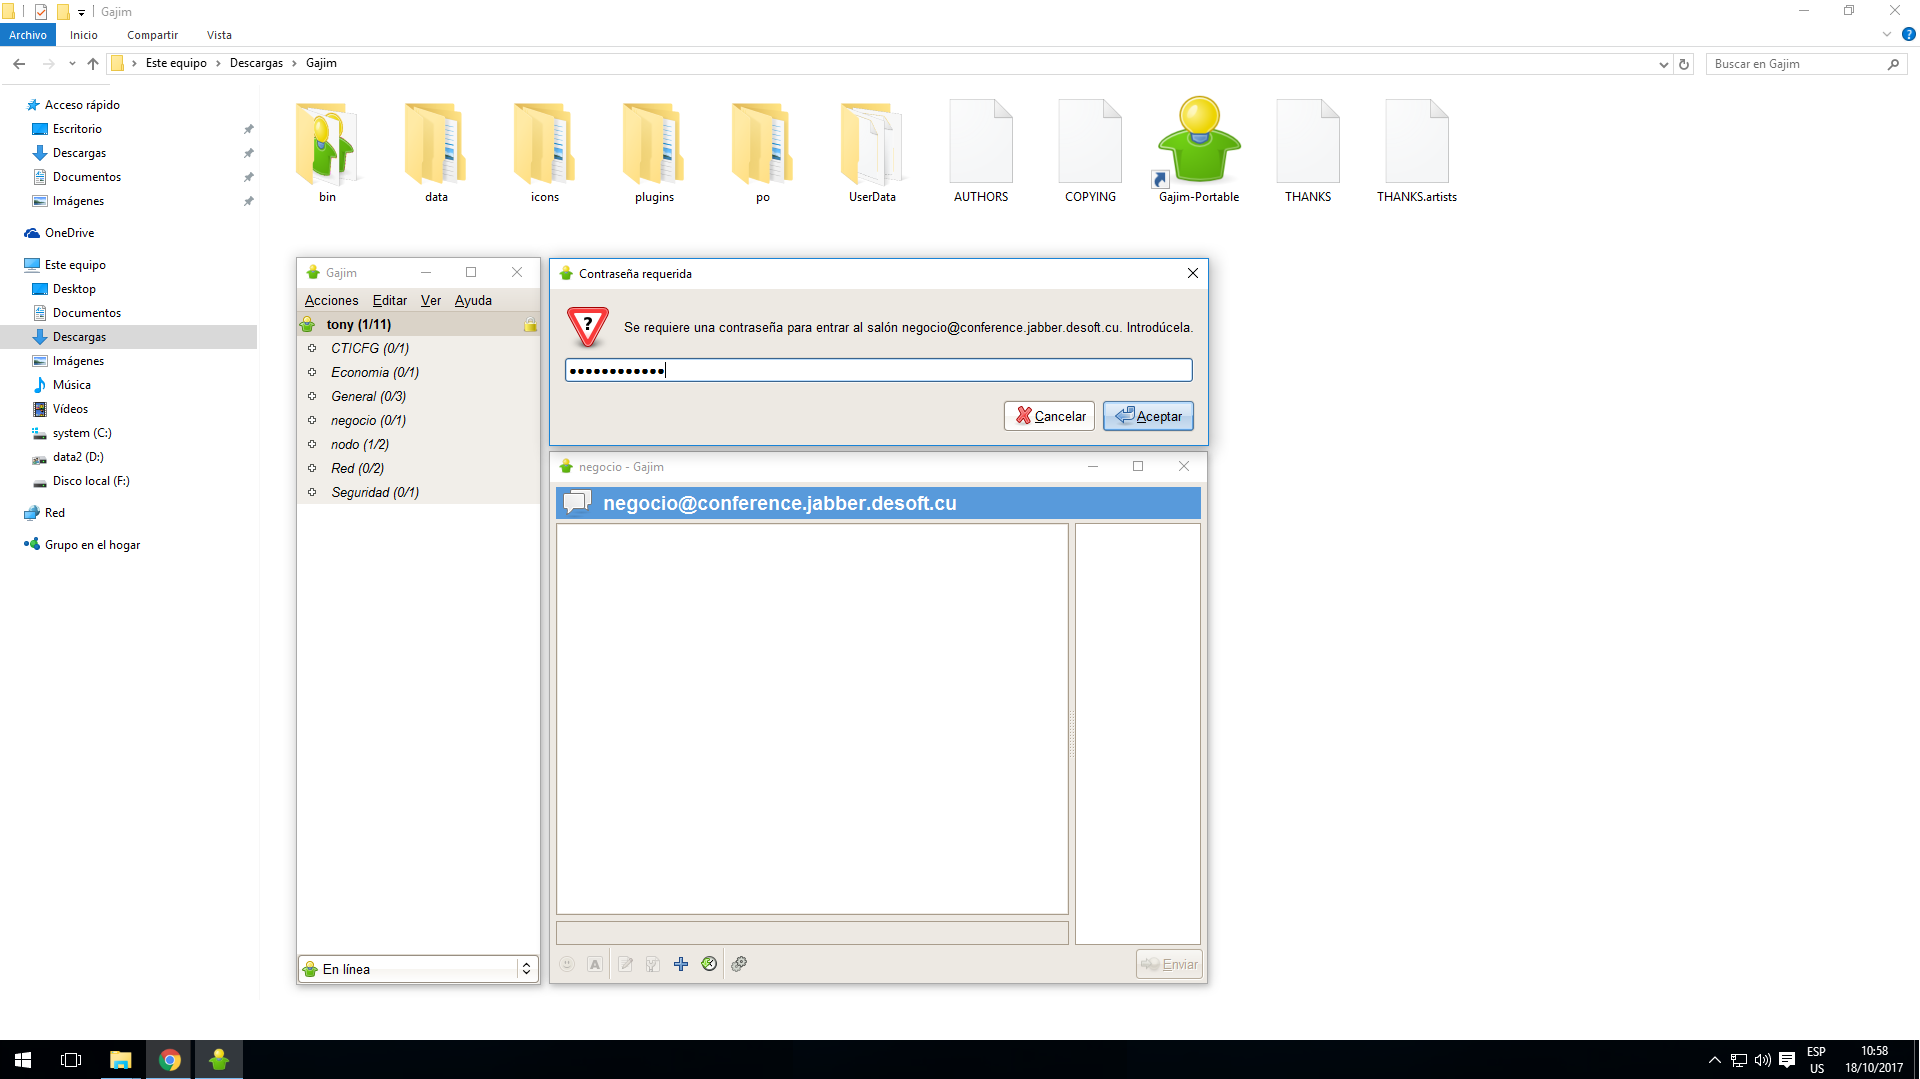 Gajim
Archivo
Inicio
Compartir
Vista
Este equipo
Descargas
Gajim
Buscar en Gajim
Acceso rápido
Escritorio
Descargas
Documentos
Imágenes
OneDrive
Este equipo
Desktop
Documentos
Descargas
Imágenes
Música
Vídeos
system (C:)
data2 (D:)
Disco local (F:)
Red
Grupo en el hogar
bin
data
icons
plugins
po
UserData
AUTHORS
COPYING
Gajim-Portable
THANKS
THANKS.artists
Gajim
Acciones Editar Ver Ayuda
tony (1/11)
CTICFG (0/1)
Economia (0/1)
General (0/3)
negocio (0/1)
nodo (1/2)
Red (0/2)
Seguridad (0/1)
En línea
Contraseña requerida
Se requiere una contraseña para entrar al salón negocio@conference.jabber.desoft.cu. Introdúcela.
Cancelar
Aceptar
negocio - Gajim
negocio@conference.jabber.desoft.cu
Enviar
ESP
US
10:58
18/10/2017